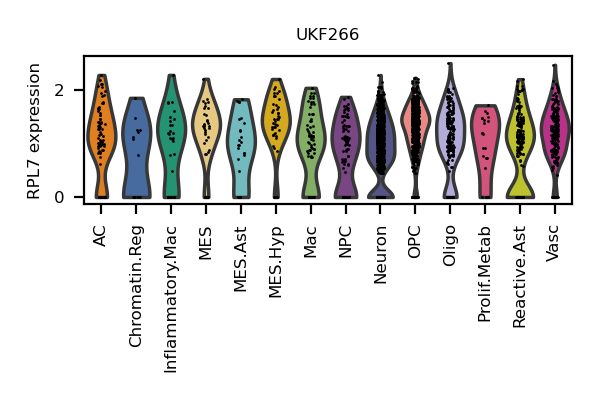 UKF266
RPL7 expression
2
0
AC
Chromatin.Reg
Inflammatory.Mac
MES
MES.Ast
MES.Hyp
Mac
NPC
Neuron
OPC
Oligo
Prolif.Metab
Reactive.Ast
Vasc